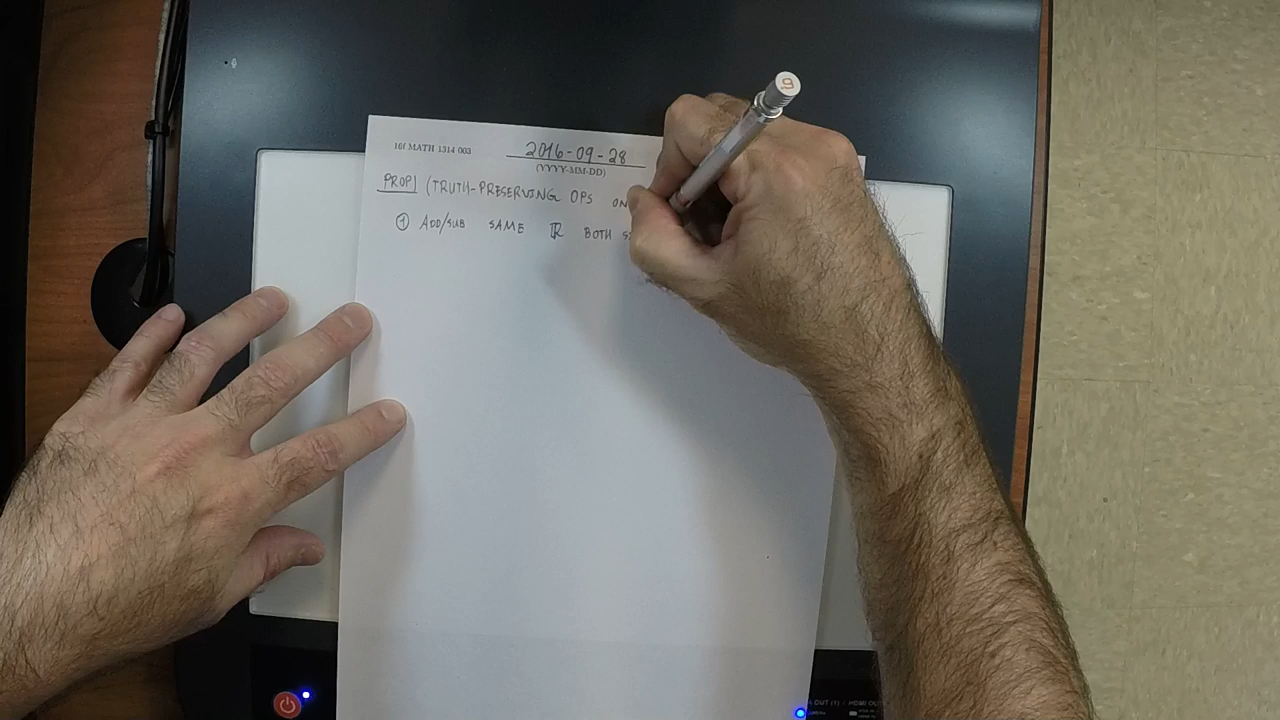 16f MATH 1314 003
2016-09-28
(YYYY-MM-DD)
PROP] (TRUTH-PRESERVING OPS ON
① ADD/SUB SAME ℝ BOTH